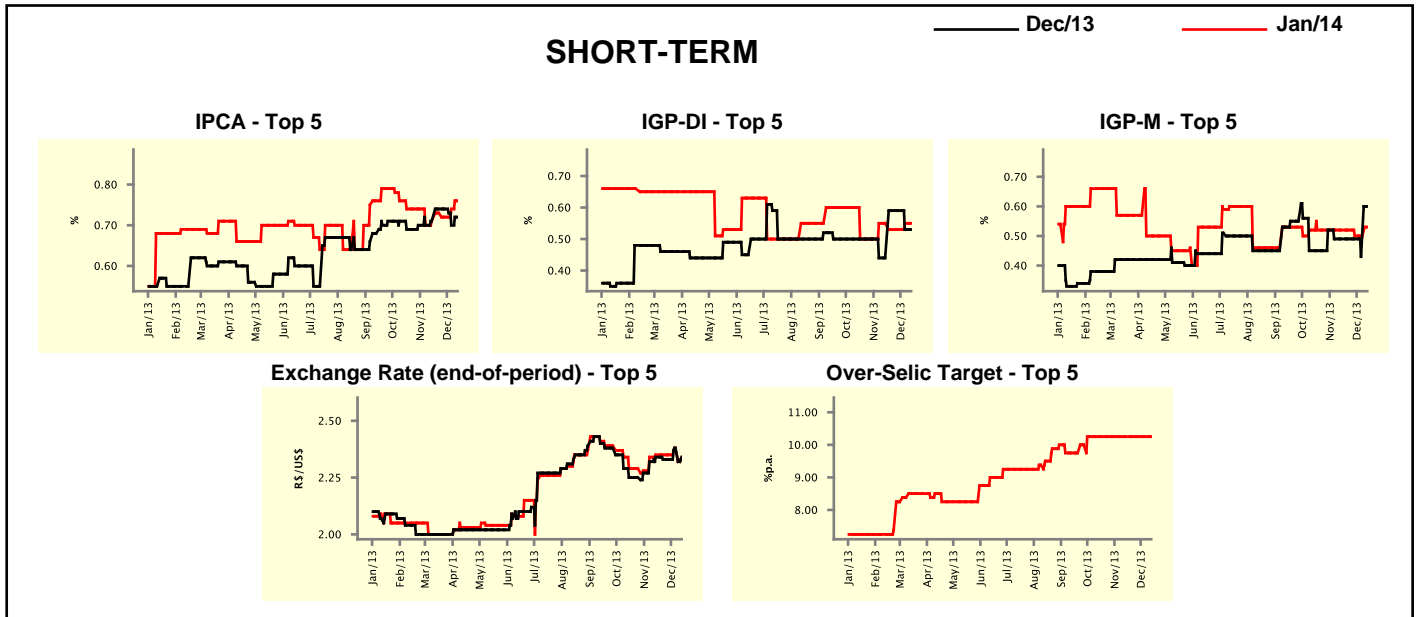 Dec/13 Jan/14
SHORT-TERM
IPCA - Top 5
%
0.80
0.70
0.60
Jan/13 Feb/13 Mar/13 Apr/13 May/13 Jun/13 Jul/13 Aug/13 Sep/13 Oct/13 Nov/13 Dec/13
IGP-DI - Top 5
%
0.70
0.60
0.50
0.40
Jan/13 Feb/13 Mar/13 Apr/13 May/13 Jun/13 Jul/13 Aug/13 Sep/13 Oct/13 Nov/13 Dec/13
IGP-M - Top 5
%
0.70
0.60
0.50
0.40
Jan/13 Feb/13 Mar/13 Apr/13 May/13 Jun/13 Jul/13 Aug/13 Sep/13 Oct/13 Nov/13 Dec/13
Exchange Rate (end-of-period) - Top 5
R$/US$
2.50
2.25
2.00
Jan/13 Feb/13 Mar/13 Apr/13 May/13 Jun/13 Jul/13 Aug/13 Sep/13 Oct/13 Nov/13 Dec/13
Over-Selic Target - Top 5
%p.a.
11.00
10.00
9.00
8.00
Jan/13 Feb/13 Mar/13 Apr/13 May/13 Jun/13 Jul/13 Aug/13 Sep/13 Oct/13 Nov/13 Dec/13